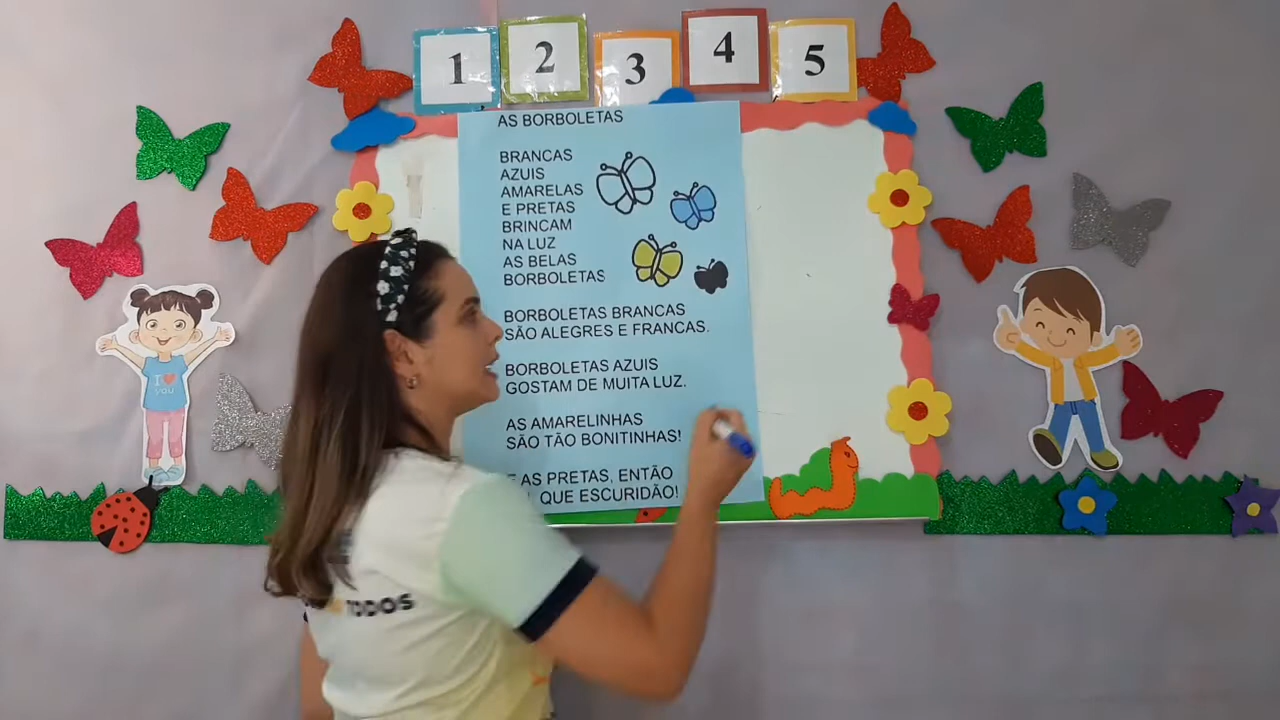 1 2 3 4 5
AS BORBOLETAS
BRANCAS
AZUIS
AMARELAS
E PRETAS
BRINCAM
NA LUZ
AS BELAS
BORBOLETAS
BORBOLETAS BRANCAS
SÃO ALEGRES E FRANCAS.
BORBOLETAS AZUIS
GOSTAM DE MUITA LUZ.
AS AMARELINHAS
SÃO TÃO BONITINHAS!
E AS PRETAS, ENTÃO
QUE ESCURIDÃO!
I ♥
you
TODOS